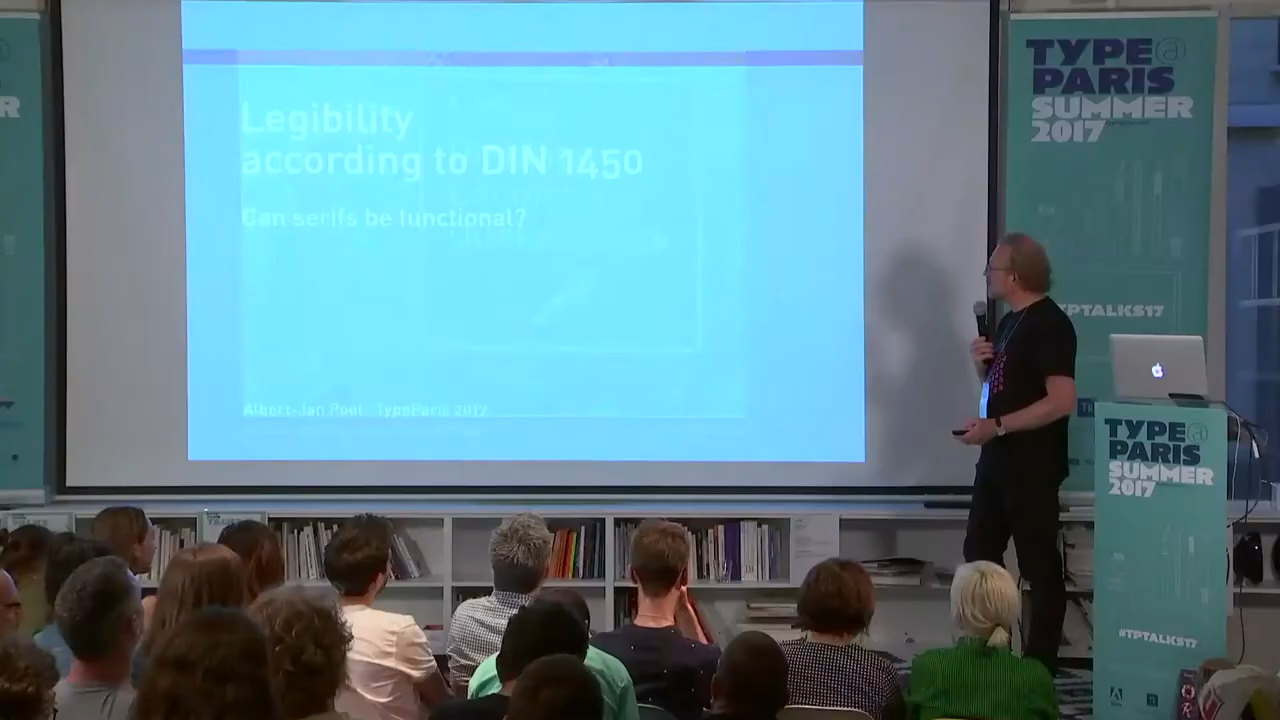 Legibility
according to DIN 1450
Can serifs be functional?
Albert-Jan Pool TypeParis 2017
TYPE@
PARIS
SUMMER
2017
#TPTALKS17
TYPE@
PARIS
SUMMER
2017
#TPTALKS17
R